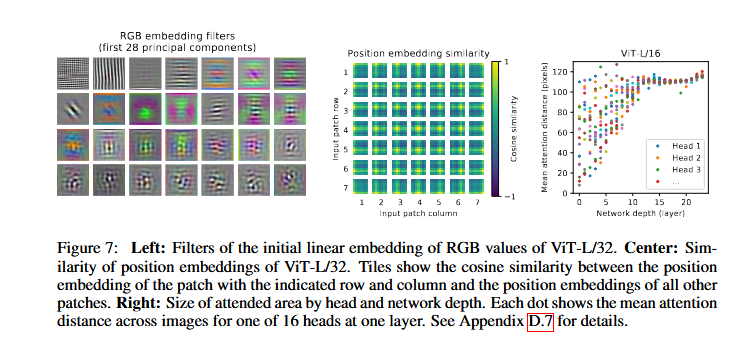 RGB embedding filters
(first 28 principal components)
Position embedding similarity
1
2
3
4
5
6
7
Input patch row
1 2 3 4 5 6 7
Input patch column
1
−1
Cosine similarity
ViT-L/16
120
100
80
60
40
20
0
Mean attention distance (pixels)
Head 1
Head 2
Head 3
...
0 5 10 15 20
Network depth (layer)
Figure 7: Left: Filters of the initial linear embedding of RGB values of ViT-L/32. Center: Sim-
ilarity of position embeddings of ViT-L/32. Tiles show the cosine similarity between the position
embedding of the patch with the indicated row and column and the position embeddings of all other
patches. Right: Size of attended area by head and network depth. Each dot shows the mean attention
distance across images for one of 16 heads at one layer. See Appendix D.7 for details.